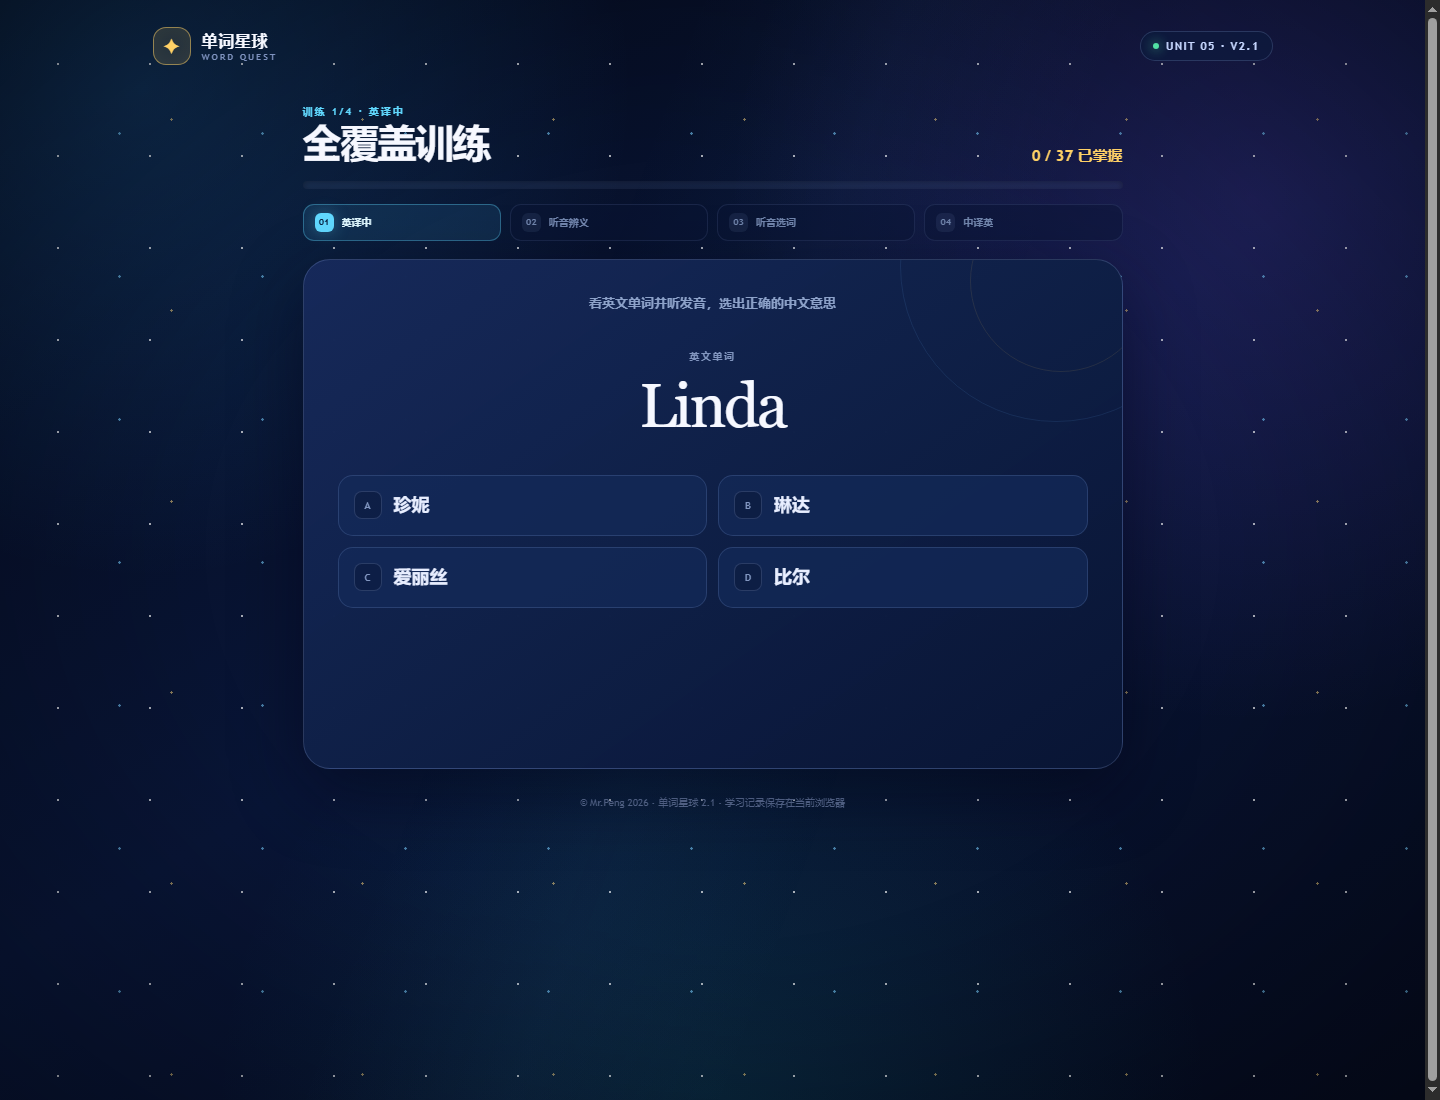 单词星球
WORD QUEST
UNIT 05 · V2.1
训练 1/4 · 英译中
全覆盖训练
0 / 37 已掌握
01 英译中
02 听音辨义
03 听音选词
04 中译英
看英文单词并听发音，选出正确的中文意思
英文单词
Linda
A 珍妮
B 琳达
C 爱丽丝
D 比尔
© Mr.Peng 2026 · 单词星球 2.1 · 学习记录保存在当前浏览器